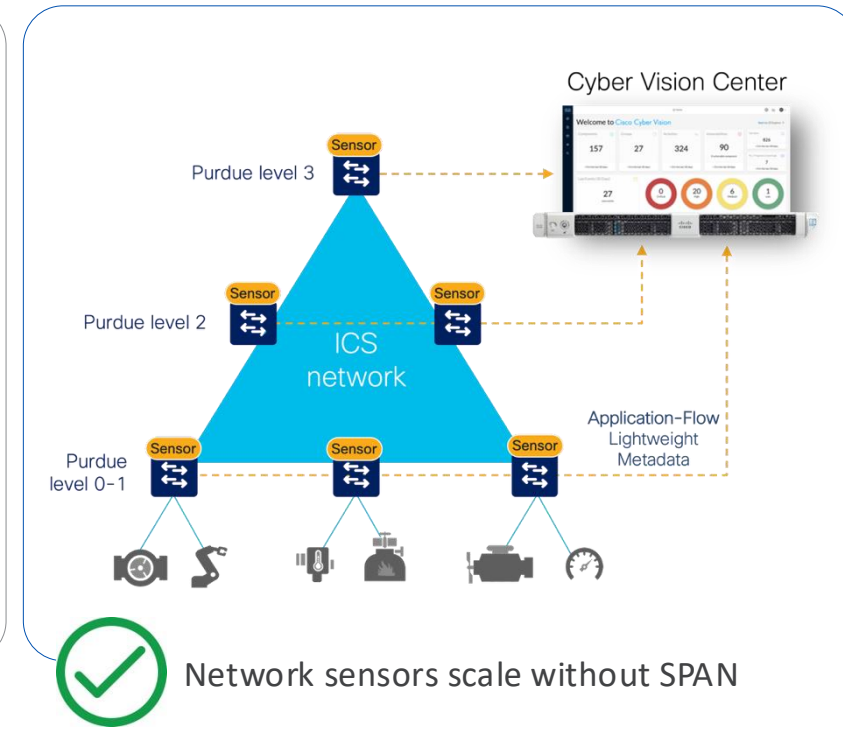 Cyber Vision Center
Welcome to Cisco Cyber Vision
157
27
324
90
27
0
20
6
1
Sensor
Purdue level 3
Sensor
Sensor
Purdue level 2
ICS
network
Application-Flow
Lightweight
Metadata
Sensor
Sensor
Sensor
Purdue
level 0-1
Network sensors scale without SPAN